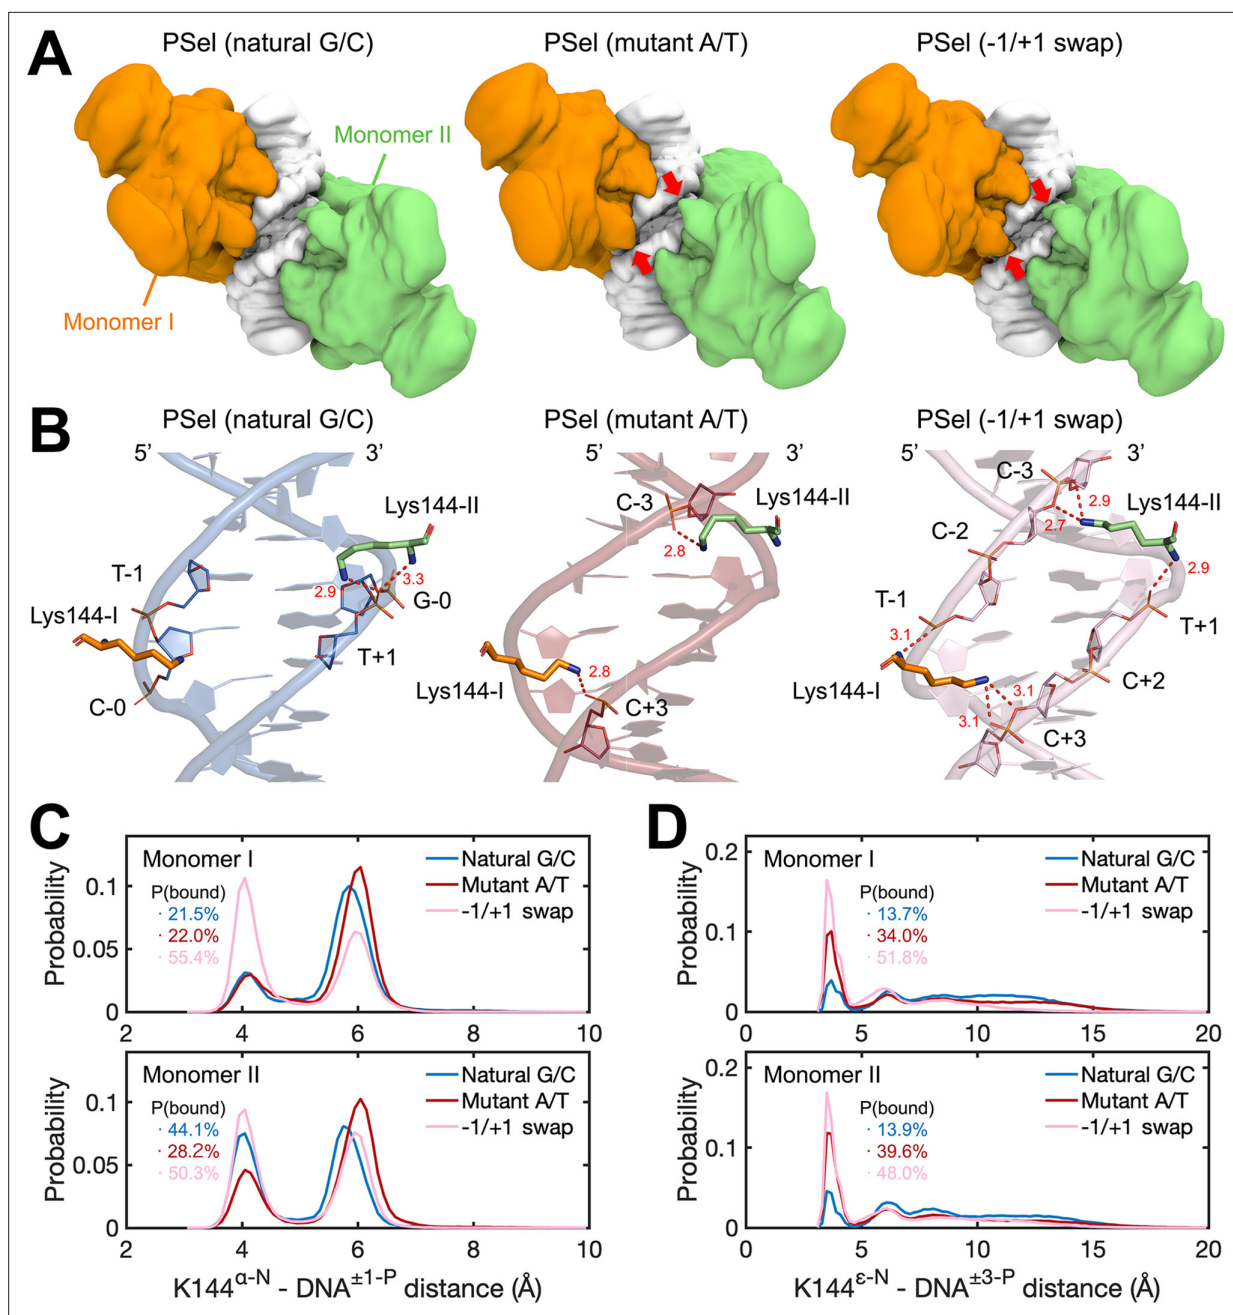 A
PSel (natural G/C)
PSel (mutant A/T)
PSel (-1/+1 swap)
Monomer II
Monomer I
B
PSel (natural G/C)
PSel (mutant A/T)
PSel (-1/+1 swap)
5’ 3’ 5’ 3’ 5’ 3’
Lys144-II
T-1
2.9
3.3
G-0
Lys144-I
T+1
C-0
C-3
Lys144-II
2.8
2.8
Lys144-I
C+3
C-3
2.9
Lys144-II
2.7
C-2
2.9
T-1
T+1
3.1
Lys144-I
3.1
C+2
3.1
C+3
C
Probability
0.1
0.05
0
Monomer I
P(bound)
· 21.5%
· 22.0%
· 55.4%
Natural G/C
Mutant A/T
-1/+1 swap
2 4 6 8 10
Probability
0.1
0.05
0
Monomer II
P(bound)
· 44.1%
· 28.2%
· 50.3%
Natural G/C
Mutant A/T
-1/+1 swap
2 4 6 8 10
K144α-N - DNA±1-P distance (Å)
D
Probability
0.2
0.1
0
Monomer I
P(bound)
· 13.7%
· 34.0%
· 51.8%
Natural G/C
Mutant A/T
-1/+1 swap
0 5 10 15 20
Probability
0.2
0.1
0
Monomer II
P(bound)
· 13.9%
· 39.6%
· 48.0%
Natural G/C
Mutant A/T
-1/+1 swap
0 5 10 15 20
K144ε-N - DNA±3-P distance (Å)